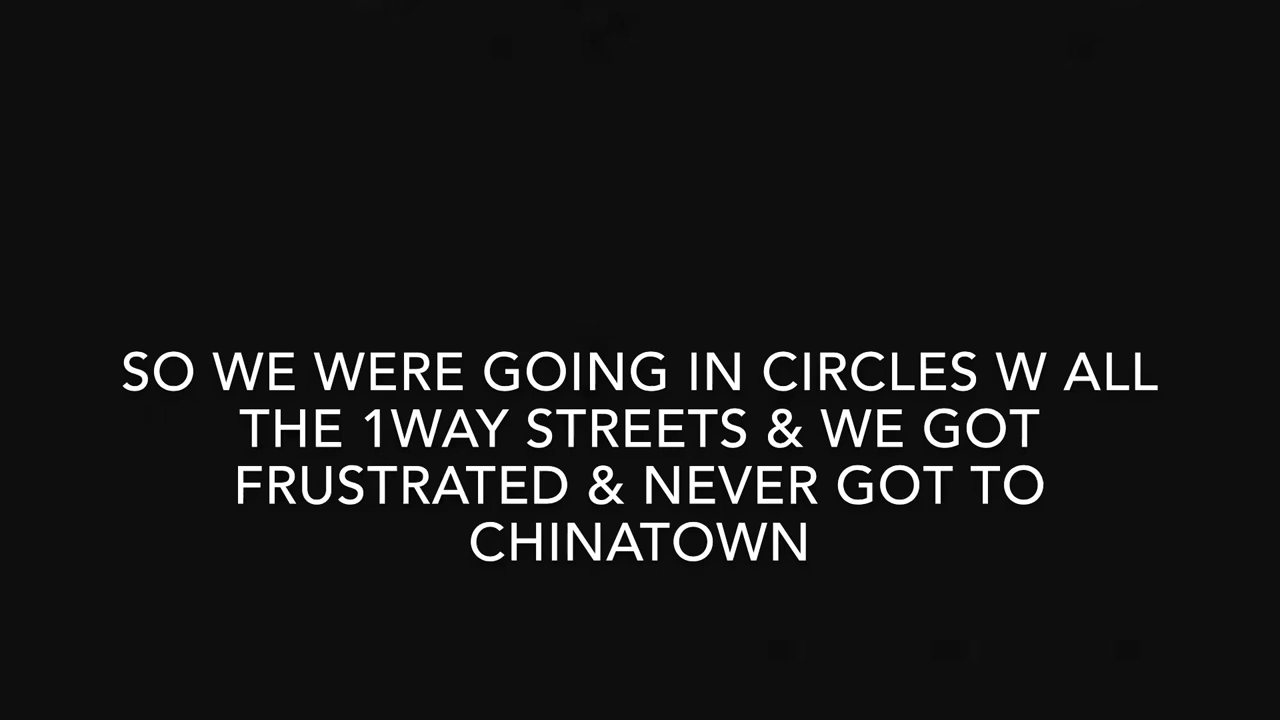 SO WE WERE GOING IN CIRCLES W ALL
THE 1WAY STREETS & WE GOT
FRUSTRATED & NEVER GOT TO
CHINATOWN